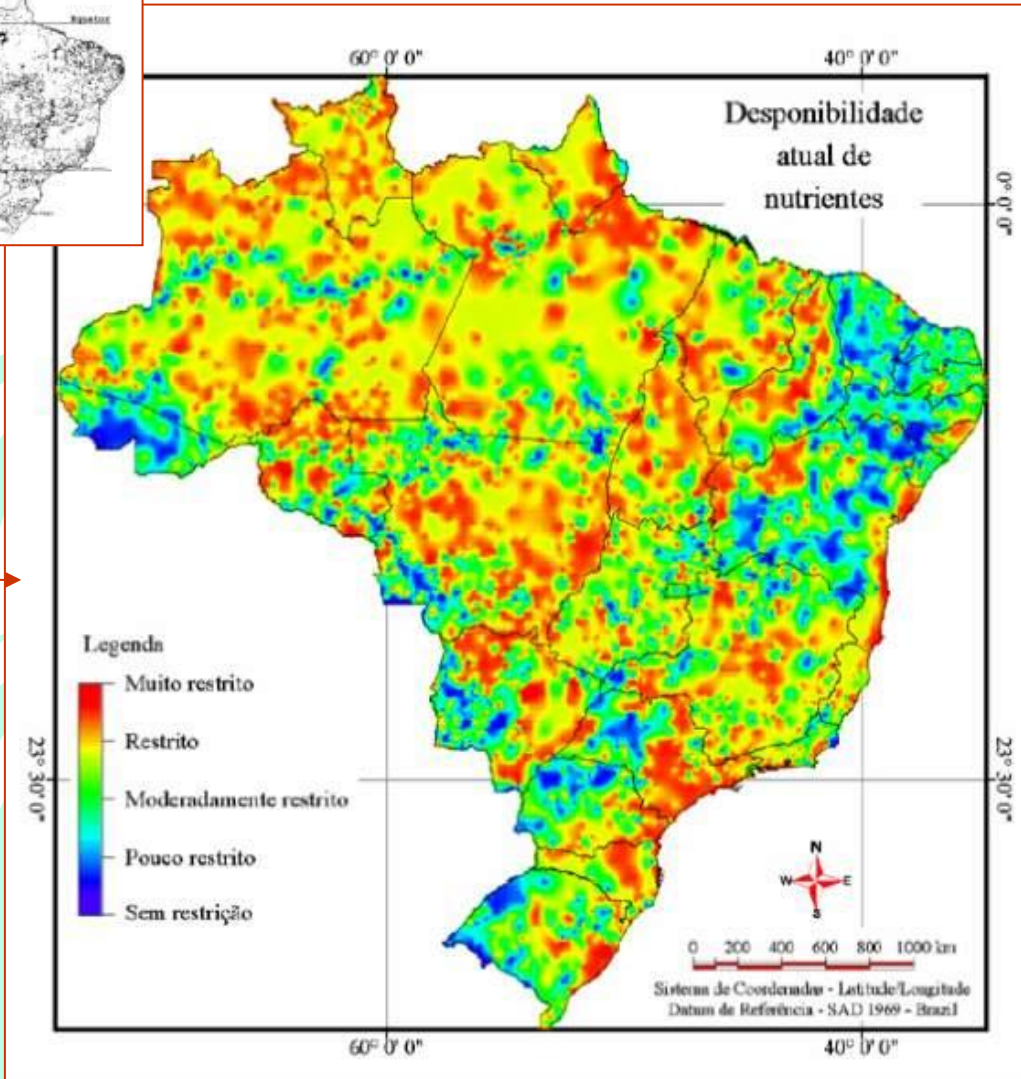 Equator
60° 0' 0"
40° 0' 0"
Desponibilidade
atual de
nutrientes
0° 0' 0"
Legenda
Muito restrito
Restrito
Moderadamente restrito
Pouco restrito
Sem restrição
23° 30' 0"
23° 30' 0"
N
W
E
S
0 200 400 600 800 1000 km
Sistema de Coordenadas - Latitude/Longitude
Datum de Referência - SAD 1969 - Brazil
60° 0' 0"
40° 0' 0"